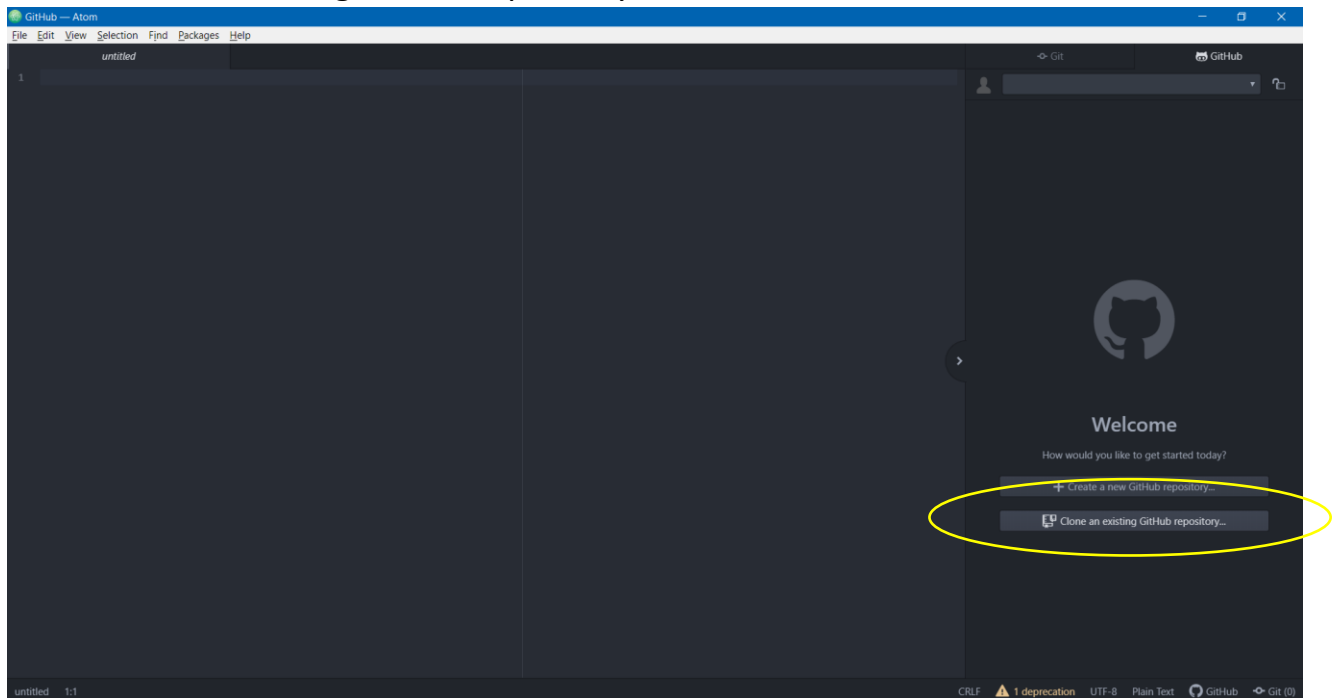 GitHub — Atom
File Edit View Selection Find Packages Help
untitled
Git GitHub
1
Welcome
How would you like to get started today?
Create a new GitHub repository...
Clone an existing GitHub repository...
untitled 1:1 CRLF 1 deprecation UTF-8 Plain Text GitHub Git (0)